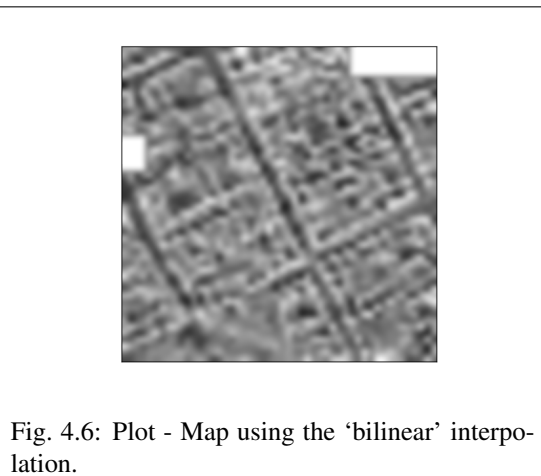 Fig. 4.6: Plot - Map using the ‘bilinear’ interpo-
lation.